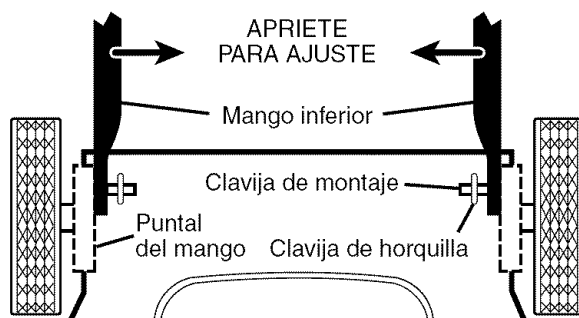 APRIETE
PARA AJUSTE
Mango inferior
Clavija de montaje
Puntal
del mango
Clavija de horquilla